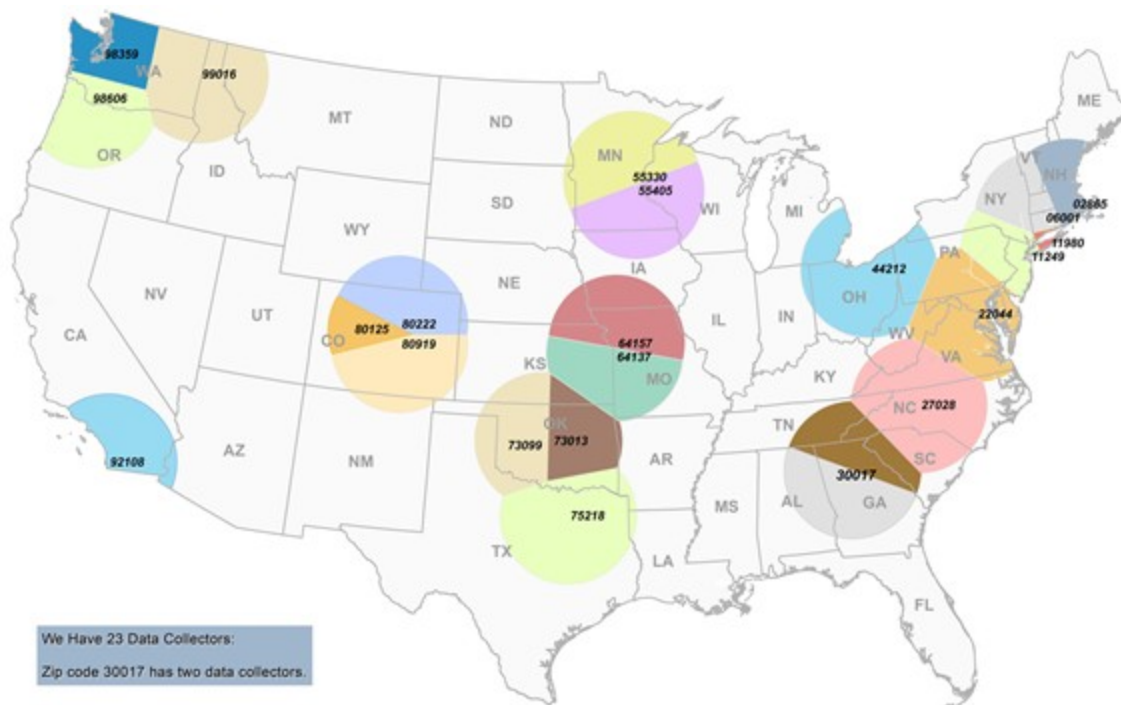 ME
98359
WA
99016
MT
ND
98606
OR
MN
VT
NH
ID
55330
55405
NY
02865
SD
WI
MI
06001
WY
11980
11249
PA
44212
IA
NE
OH
NV
UT
80222
80125
CO
80919
IL
IN
22044
WV
CA
64157
64137
VA
KS
MO
KY
NC
27028
OK
TN
73099
73013
AZ
NM
AR
SC
92108
30017
AL
GA
MS
75218
TX
LA
FL
We Have 23 Data Collectors:
Zip code 30017 has two data collectors.